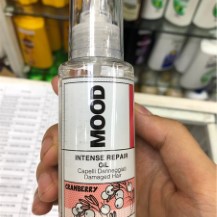 MOOD
INTENSE REPAIR
OIL
Capelli Danneggiati
Damaged Hair
CRANBERRY